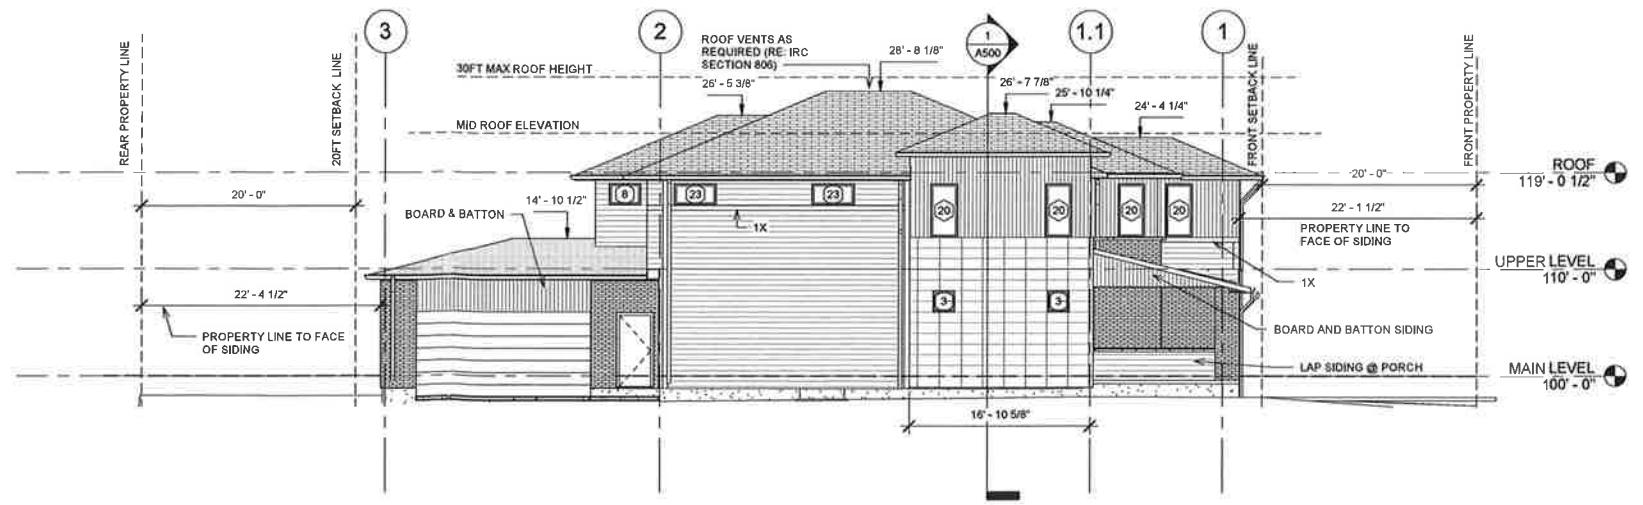 3
2
1
A500
1.1
1
REAR PROPERTY LINE
20FT SETBACK LINE
ROOF VENTS AS
REQUIRED (RE: IRC
SECTION 806)
28' - 8 1/8"
30FT MAX ROOF HEIGHT
25' - 5 3/8"
26' - 7 7/8"
25' - 10 1/4"
24' - 4 1/4"
MID ROOF ELEVATION
FRONT SETBACK LINE
FRONT PROPERTY LINE
ROOF
119' - 0 1/2"
20' - 0"
20' - 0"
8
23
23
20
20
20
20
14' - 10 1/2"
BOARD & BATTON
1X
22' - 1 1/2"
PROPERTY LINE TO
FACE OF SIDING
UPPER LEVEL
110' - 0"
1X
22' - 4 1/2"
3
3
PROPERTY LINE TO FACE
OF SIDING
BOARD AND BATTON SIDING
LAP SIDING @ PORCH
MAIN LEVEL
100' - 0"
16' - 10 5/8"